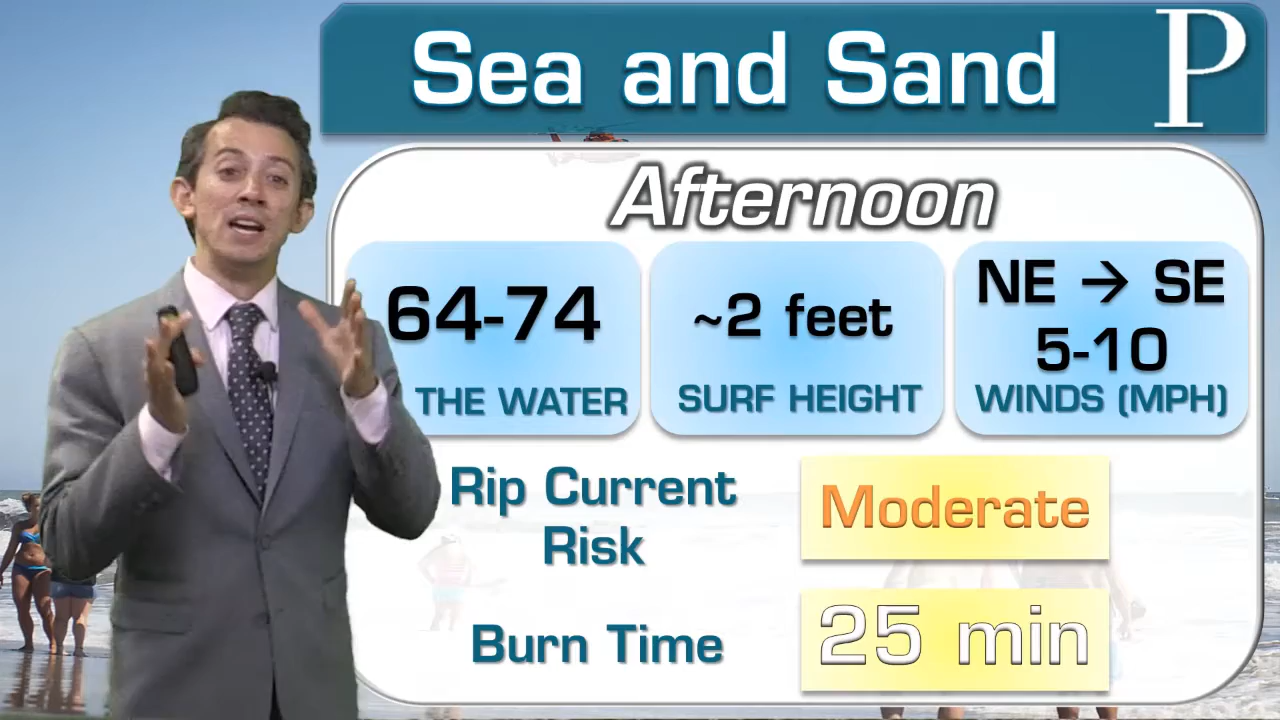 Sea and Sand
P
Afternoon
64-74
THE WATER
~2 feet
SURF HEIGHT
NE → SE
5-10
WINDS (MPH)
Rip Current
Risk
Moderate
Burn Time
25 min